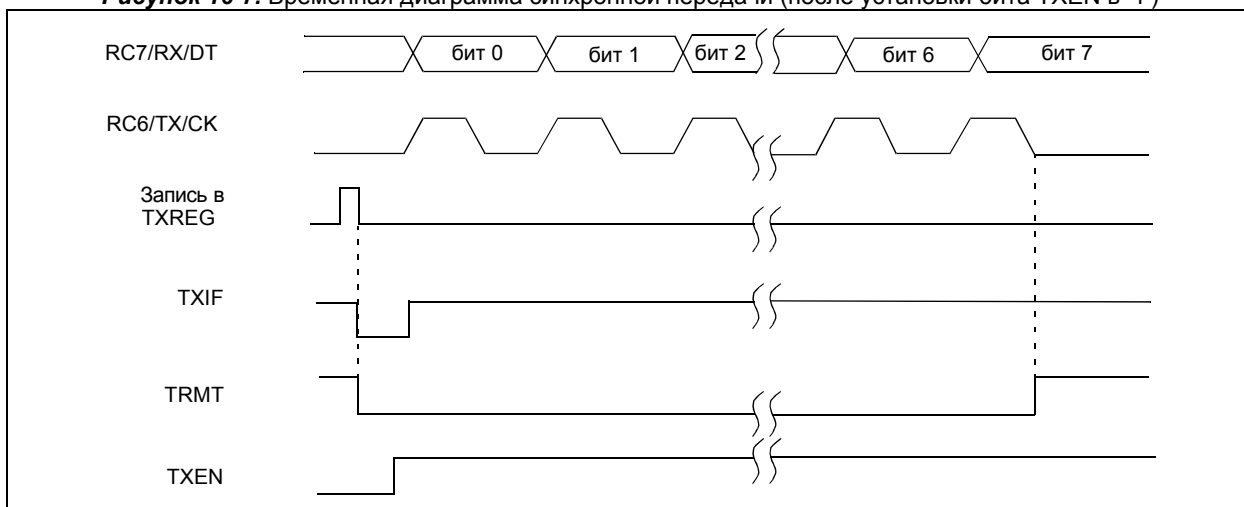 Временная диаграмма синхронной передачи (после установки бита TXEN в
RC7/RX/DT
бит 0
бит 1
бит 2
бит 6
бит 7
RC6/TX/CK
Запись в
TXREG
TXIF
TRMT
TXEN